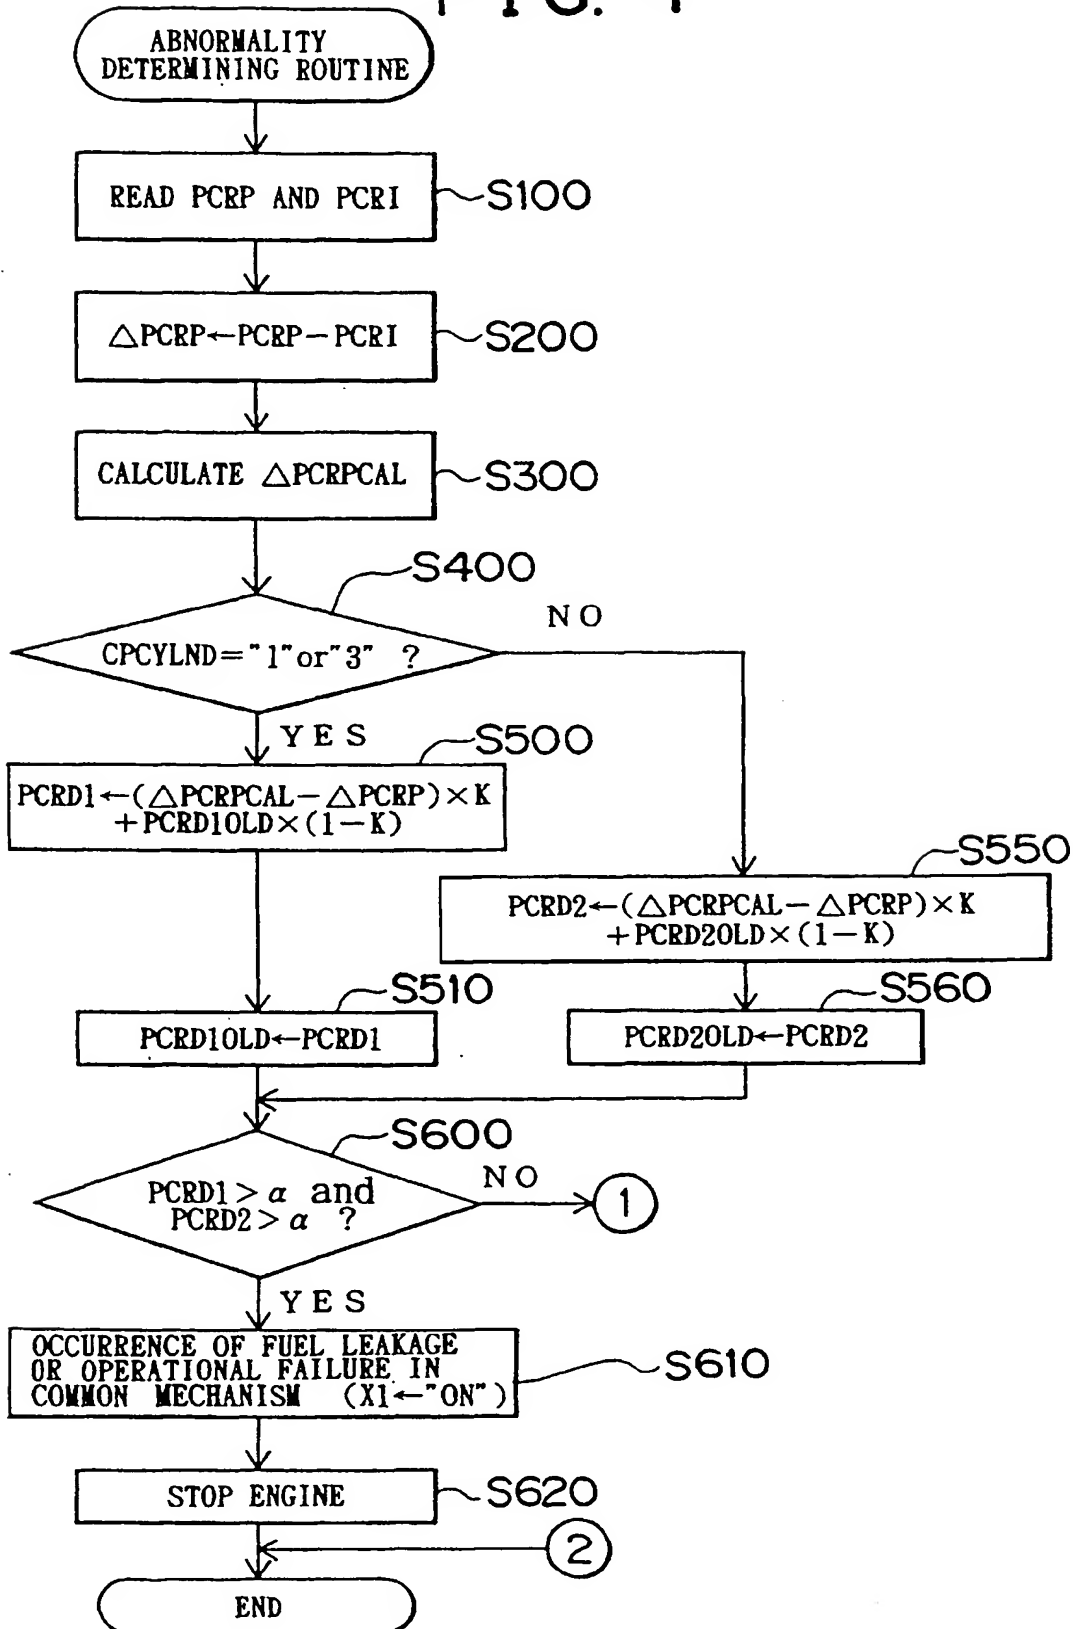 FIG.
ABNORMALITY
DETERMINING ROUTINE
READ PCRP AND PCRI
S100
△PCRP←PCRP−PCRI
S200
CALCULATE △PCRPCAL
S300
S400
CPCYLND="1"or"3" ?
NO
YES
S500
PCRD1←(△PCRPCAL−△PCRP)×K
+PCRD1OLD×(1−K)
S550
PCRD2←(△PCRPCAL−△PCRP)×K
+PCRD2OLD×(1−K)
S510
PCRD1OLD←PCRD1
S560
PCRD2OLD←PCRD2
S600
PCRD1>α and
PCRD2>α ?
NO
1
YES
OCCURRENCE OF FUEL LEAKAGE
OR OPERATIONAL FAILURE IN
COMMON MECHANISM (X1←"ON")
S610
STOP ENGINE
S620
2
END